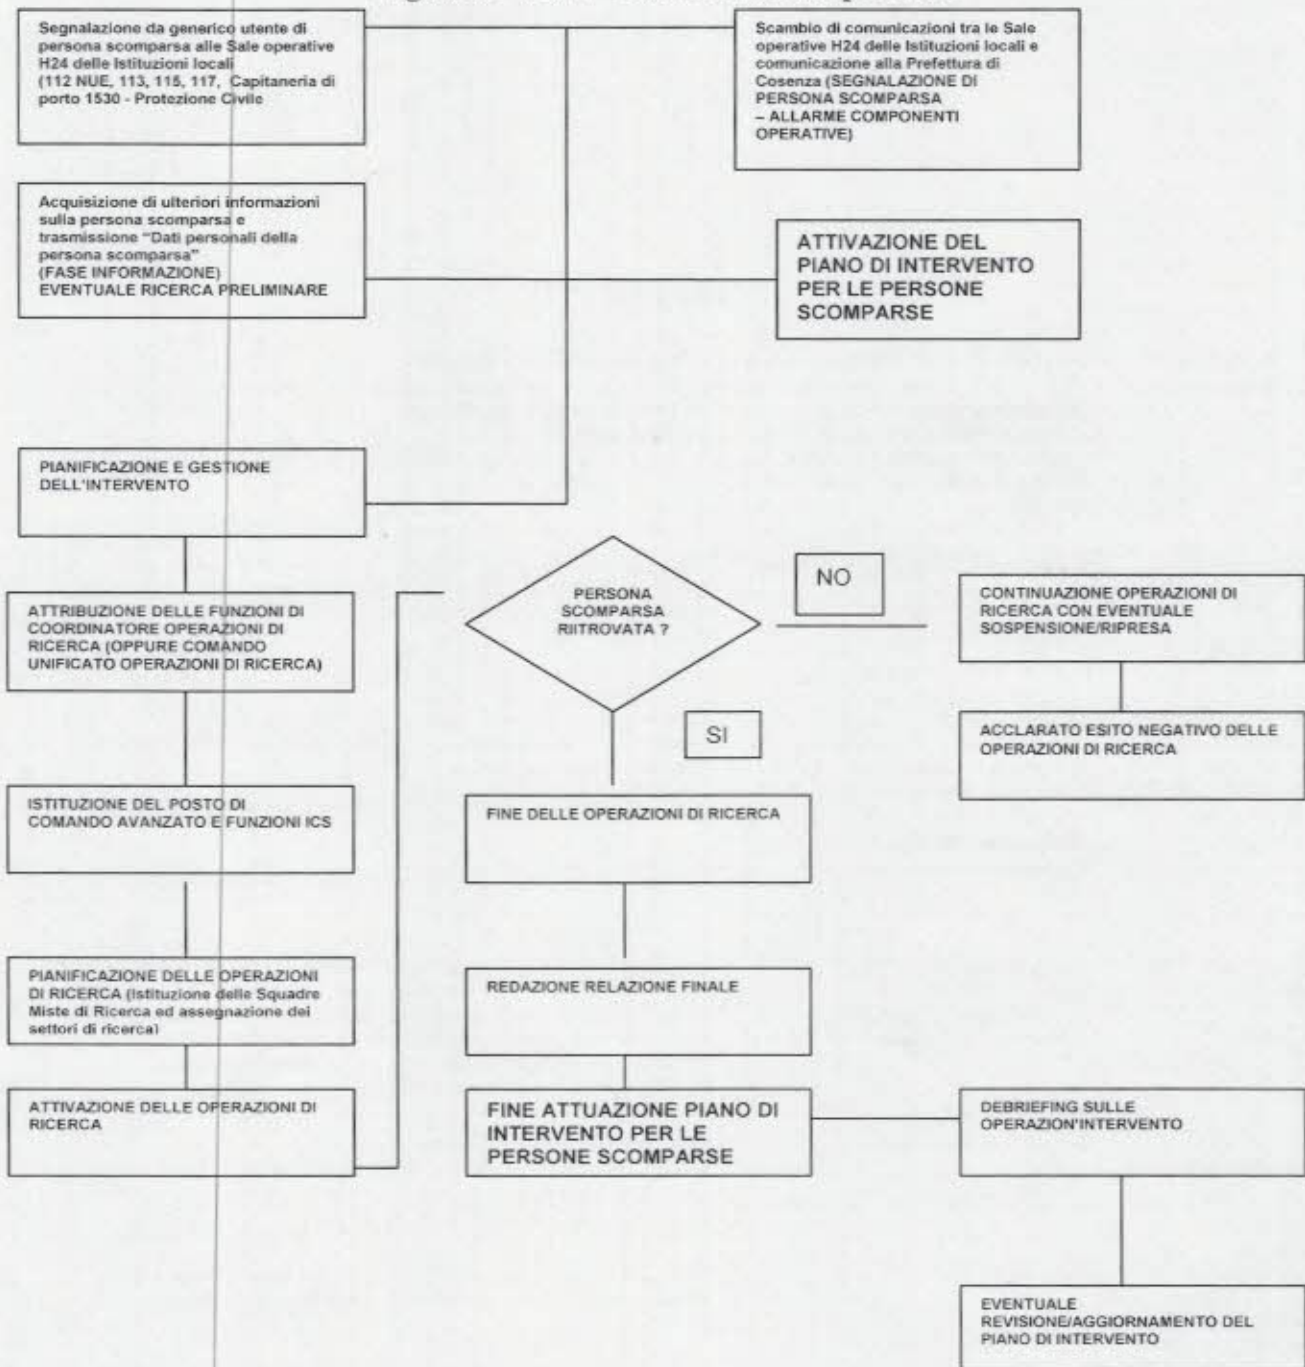 Segnalazione da generico utente di
persona scomparsa alle Sale operative
H24 delle Istituzioni locali
(112 NUE, 113, 115, 117, Capitaneria di
porto 1530 - Protezione Civile
Scambio di comunicazioni tra le Sale
operative H24 delle Istituzioni locali e
comunicazione alla Prefettura di
Cosenza (SEGNALAZIONE DI
PERSONA SCOMPARSA
– ALLARME COMPONENTI
OPERATIVE)
Acquisizione di ulteriori informazioni
sulla persona scomparsa e
trasmissione "Dati personali della
persona scomparsa"
(FASE INFORMAZIONE)
EVENTUALE RICERCA PRELIMINARE
ATTIVAZIONE DEL
PIANO DI INTERVENTO
PER LE PERSONE
SCOMPARSE
PIANIFICAZIONE E GESTIONE
DELL'INTERVENTO
ATTRIBUZIONE DELLE FUNZIONI DI
COORDINATORE OPERAZIONI DI
RICERCA (OPPURE COMANDO
UNIFICATO OPERAZIONI DI RICERCA)
ISTITUZIONE DEL POSTO DI
COMANDO AVANZATO E FUNZIONI ICS
PIANIFICAZIONE DELLE OPERAZIONI
DI RICERCA (Istituzione delle Squadre
Miste di Ricerca ed assegnazione dei
settori di ricerca)
ATTIVAZIONE DELLE OPERAZIONI DI
RICERCA
PERSONA
SCOMPARSA
RIITROVATA ?
NO
CONTINUAZIONE OPERAZIONI DI
RICERCA CON EVENTUALE
SOSPENSIONE/RIPRESA
ACCLARATO ESITO NEGATIVO DELLE
OPERAZIONI DI RICERCA
SI
FINE DELLE OPERAZIONI DI RICERCA
REDAZIONE RELAZIONE FINALE
FINE ATTUAZIONE PIANO DI
INTERVENTO PER LE
PERSONE SCOMPARSE
DEBRIEFING SULLE
OPERAZION'INTERVENTO
EVENTUALE
REVISIONE/AGGIORNAMENTO DEL
PIANO DI INTERVENTO